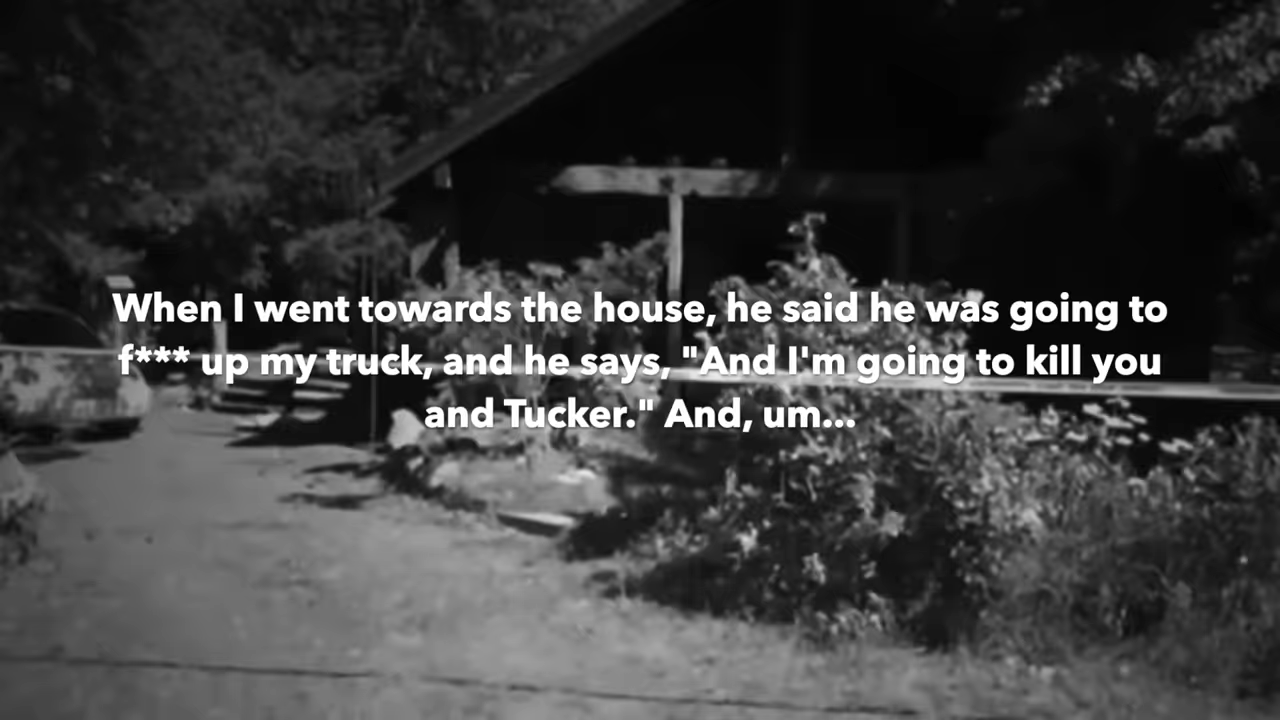 When I went towards the house, he said he was going to
f*** up my truck, and he says, "And I'm going to kill you
and Tucker." And, um...